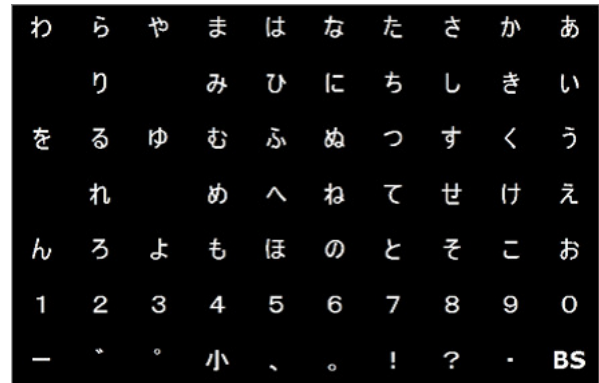 わ ら や ま は な た さ か あ
り み ひ に ち し き い
を る ゆ む ふ ぬ つ す く う
れ め へ ね て せ け え
ん ろ よ も ほ の と そ こ お
1 2 3 4 5 6 7 8 9 0
ー ゛ ゜ 小 、 。 ! ? ・ BS